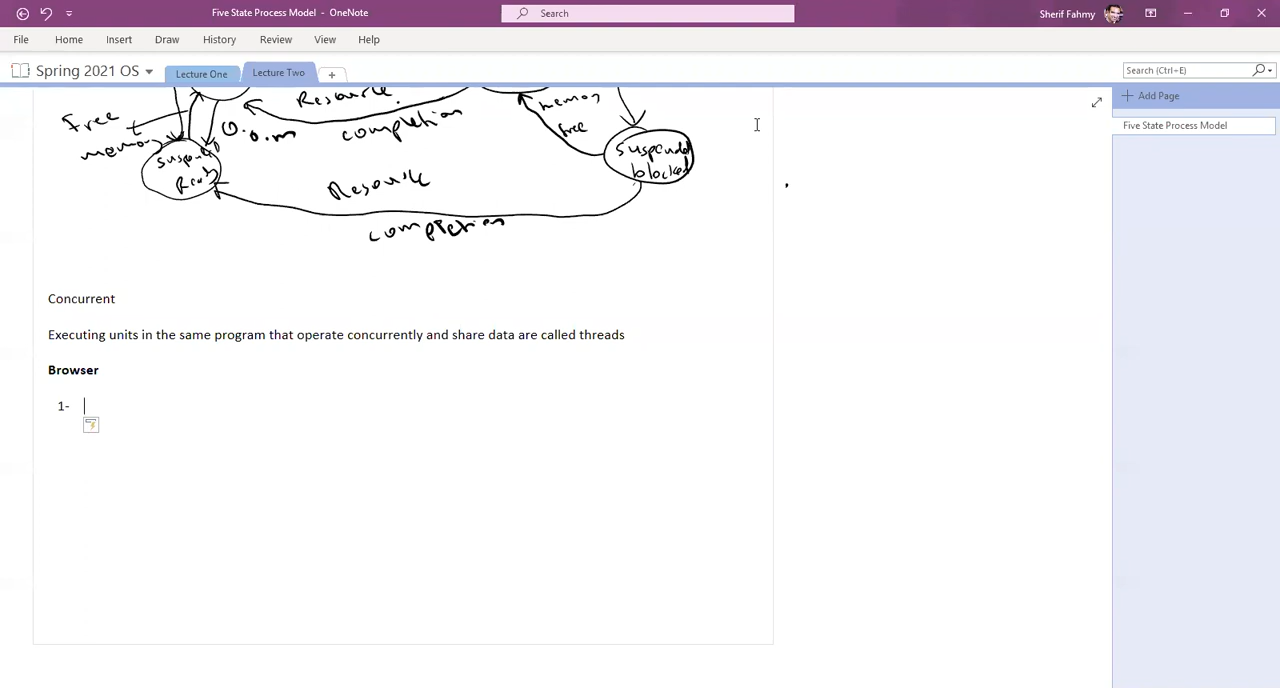 Five State Process Model - OneNote
Search
Sherif Fahmy
File Home Insert Draw History Review View Help
Spring 2021 OS
Lecture One
Lecture Two
Search (Ctrl+E)
Add Page
Five State Process Model
Free
memory
O.o.m
Resource
completion
memory
free
suspended
Ready
suspended
blocked
Resource
completion
Concurrent
Executing units in the same program that operate concurrently and share data are called threads
Browser
1-